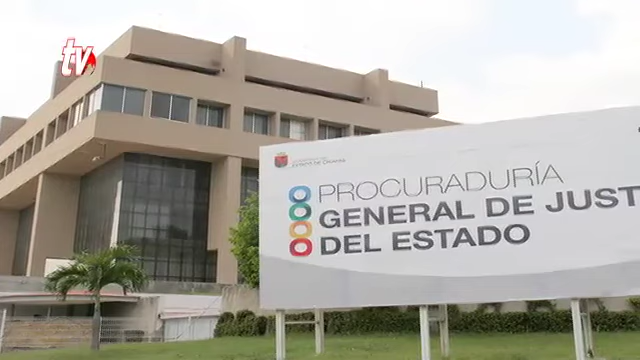 tv
PROCURADURÍA
GENERAL DE JUST
DEL ESTADO